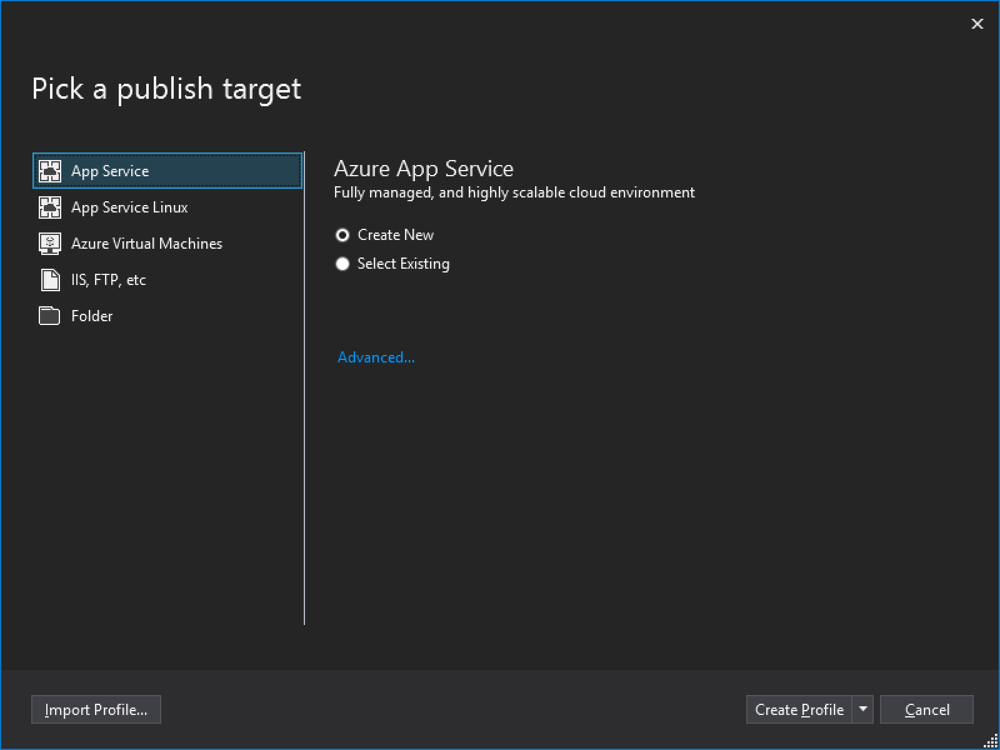 Pick a publish target
App Service
App Service Linux
Azure Virtual Machines
IIS, FTP, etc
Folder
Azure App Service
Fully managed, and highly scalable cloud environment
Create New
Select Existing
Advanced...
Import Profile...
Create Profile
Cancel